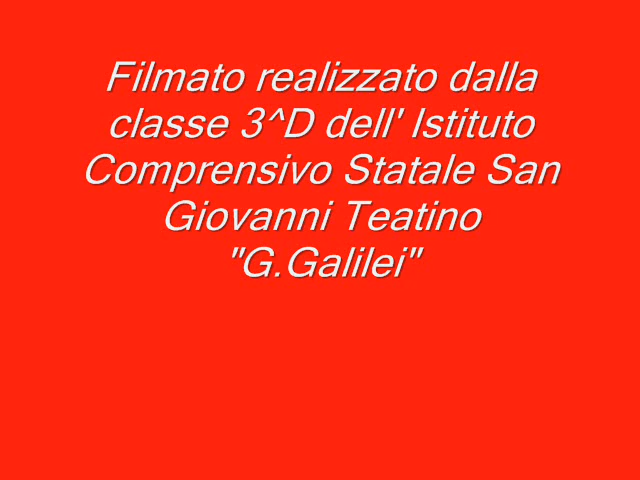 Filmato realizzato dalla
classe 3^D dell' Istituto
Comprensivo Statale San
Giovanni Teatino
"G.Galilei"